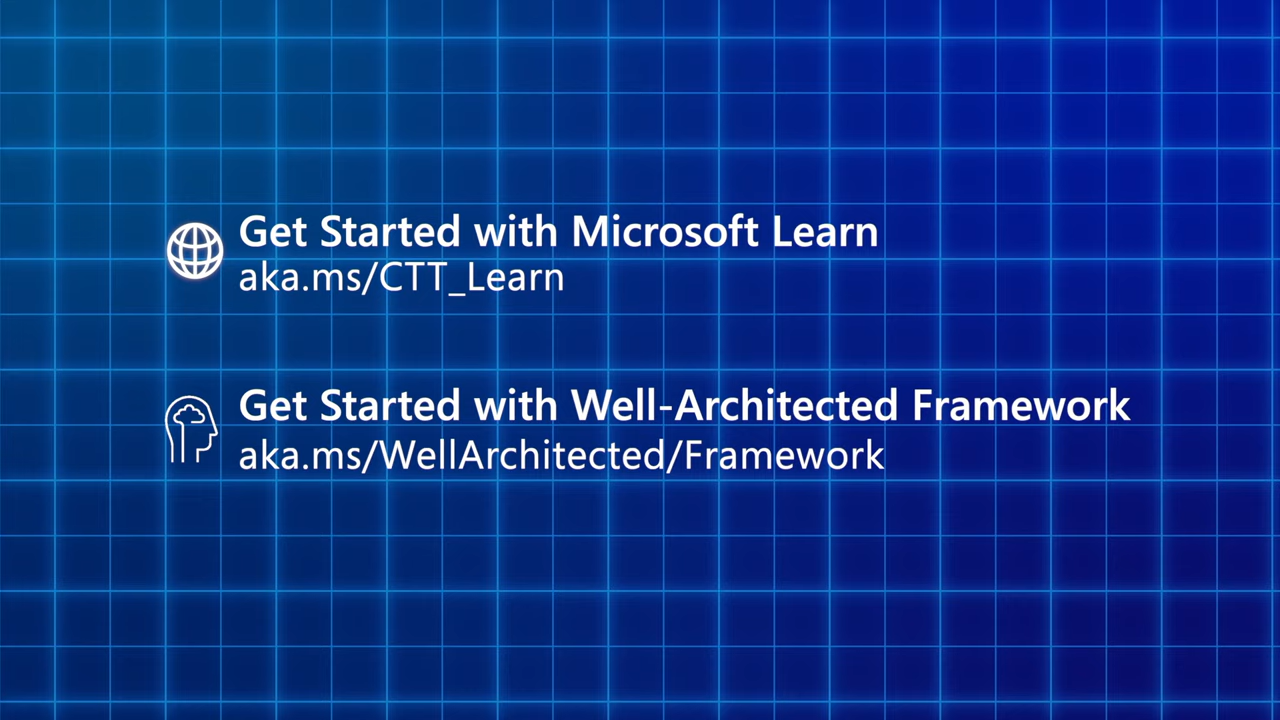 Get Started with Microsoft Learn
aka.ms/CTT_Learn
Get Started with Well-Architected Framework
aka.ms/WellArchitected/Framework